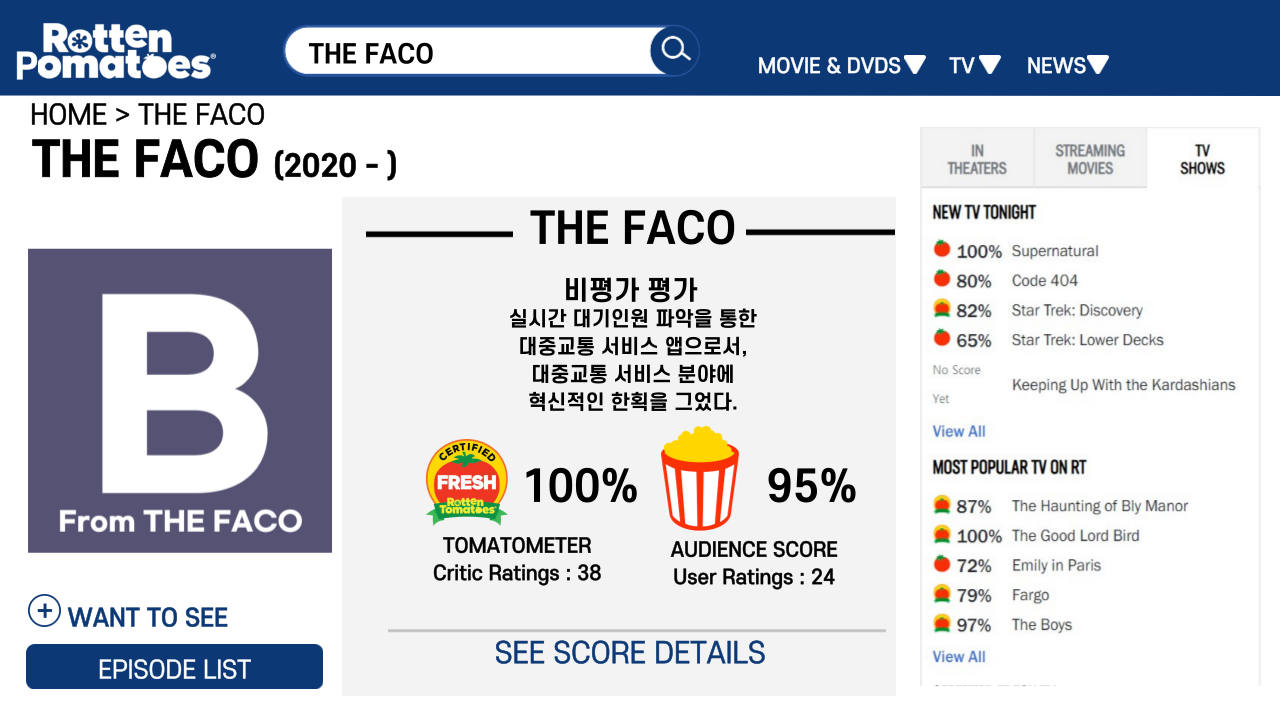 Rotten
Pomatoes®
THE FACO
MOVIE & DVDS TV NEWS
HOME > THE FACO
THE FACO (2020 - )
B
From THE FACO
WANT TO SEE
EPISODE LIST
THE FACO
비평가 평가
실시간 대기인원 파악을 통한
대중교통 서비스 앱으로서,
대중교통 서비스 분야에
혁신적인 한획을 그었다.
CERTIFIED
FRESH
Rotten
Tomatoes
100%
95%
TOMATOMETER
Critic Ratings : 38
AUDIENCE SCORE
User Ratings : 24
SEE SCORE DETAILS
IN
THEATERS
STREAMING
MOVIES
TV
SHOWS
NEW TV TONIGHT
100% Supernatural
80% Code 404
82% Star Trek: Discovery
65% Star Trek: Lower Decks
No Score
Yet
Keeping Up With the Kardashians
View All
MOST POPULAR TV ON RT
87% The Haunting of Bly Manor
100% The Good Lord Bird
72% Emily in Paris
79% Fargo
97% The Boys
View All